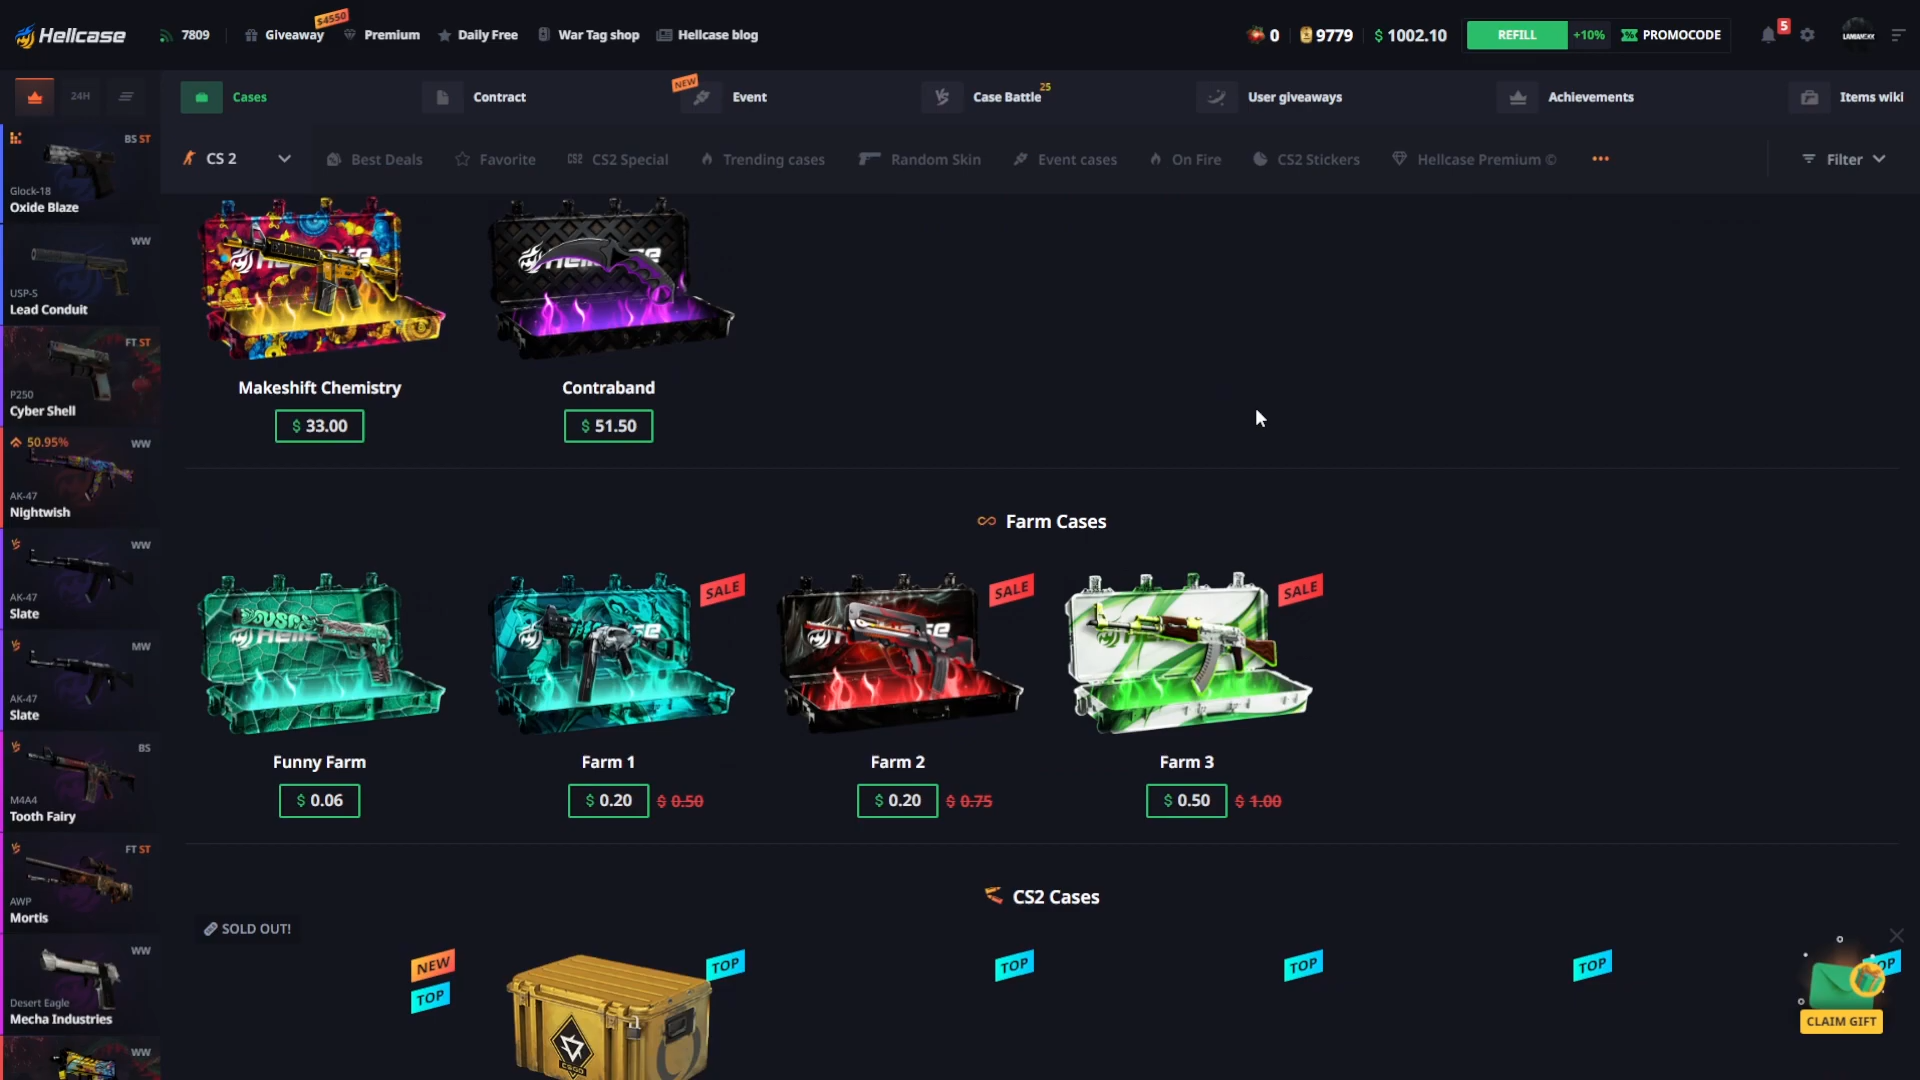 Hellcase
7809
Giveaway
$4550
Premium
Daily Free
War Tag shop
Hellcase blog
0
9779
$ 1002.10
REFILL
+10%
PROMOCODE
5
24H
Cases
Contract
NEW
Event
Case Battle
25
User giveaways
Achievements
Items wiki
CS 2
Best Deals
Favorite
CS2
CS2 Special
Trending cases
Random Skin
Event cases
On Fire
CS2 Stickers
Hellcase Premium ©
Filter
BS ST
Glock-18
Oxide Blaze
WW
USP-S
Lead Conduit
FT ST
P250
Cyber Shell
50.95%
WW
AK-47
Nightwish
WW
AK-47
Slate
MW
AK-47
Slate
BS
M4A4
Tooth Fairy
FT ST
AWP
Mortis
WW
Desert Eagle
Mecha Industries
WW
Makeshift Chemistry
$ 33.00
Contraband
$ 51.50
Farm Cases
SALE
SALE
SALE
Funny Farm
$ 0.06
Farm 1
$ 0.20 $ 0.50
Farm 2
$ 0.20 $ 0.75
Farm 3
$ 0.50 $ 1.00
CS2 Cases
SOLD OUT!
NEW
TOP
TOP
TOP
TOP
TOP
CLAIM GIFT